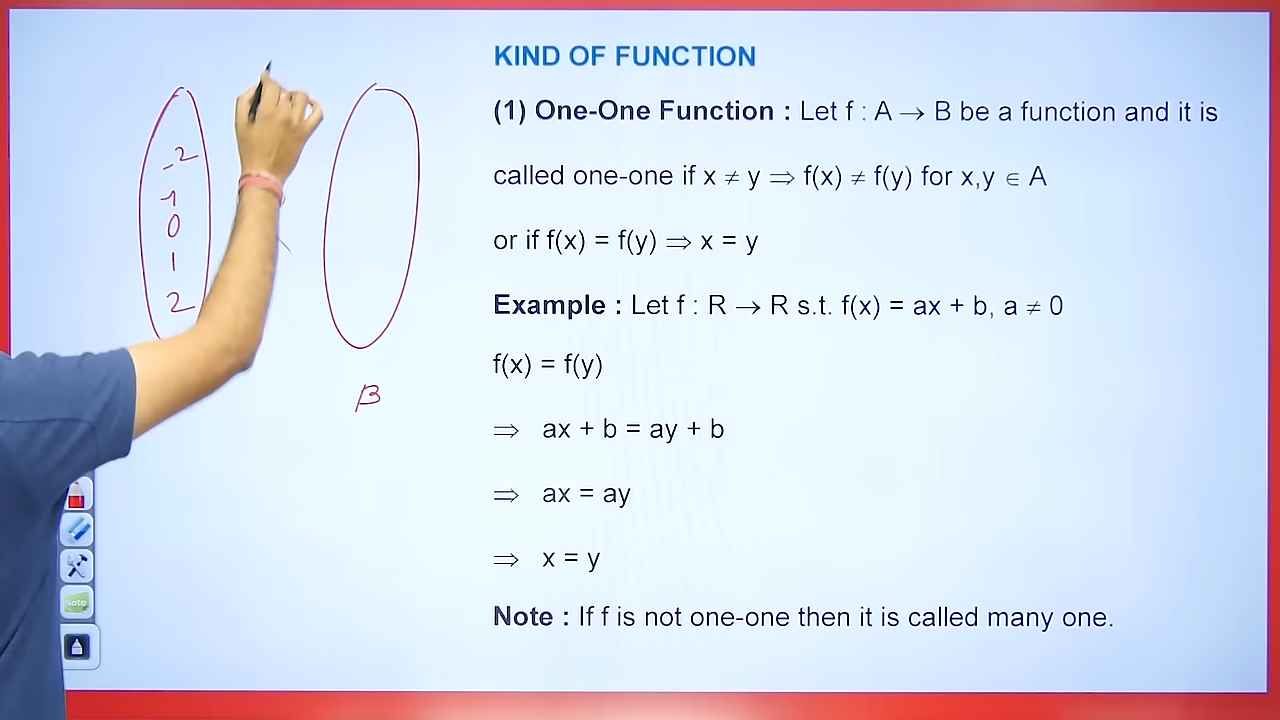 KIND OF FUNCTION
(1) One-One Function : Let f : A → B be a function and it is
called one-one if x ≠ y ⇒ f(x) ≠ f(y) for x,y ∈ A
or if f(x) = f(y) ⇒ x = y
Example : Let f : R → R s.t. f(x) = ax + b, a ≠ 0
f(x) = f(y)
⇒ ax + b = ay + b
⇒ ax = ay
⇒ x = y
Note : If f is not one-one then it is called many one.
-2
-1
0
1
2
B
Note